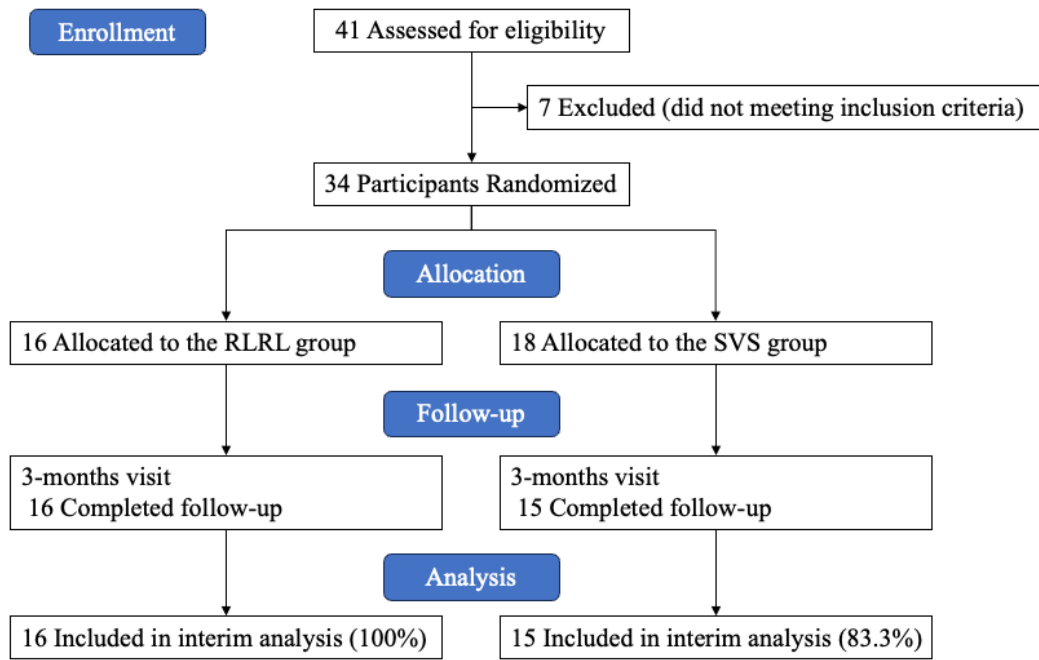 Enrollment
41 Assessed for eligibility
7 Excluded (did not meeting inclusion criteria)
34 Participants Randomized
Allocation
16 Allocated to the RLRL group
18 Allocated to the SVS group
Follow-up
3-months visit
16 Completed follow-up
3-months visit
15 Completed follow-up
Analysis
16 Included in interim analysis (100%)
15 Included in interim analysis (83.3%)